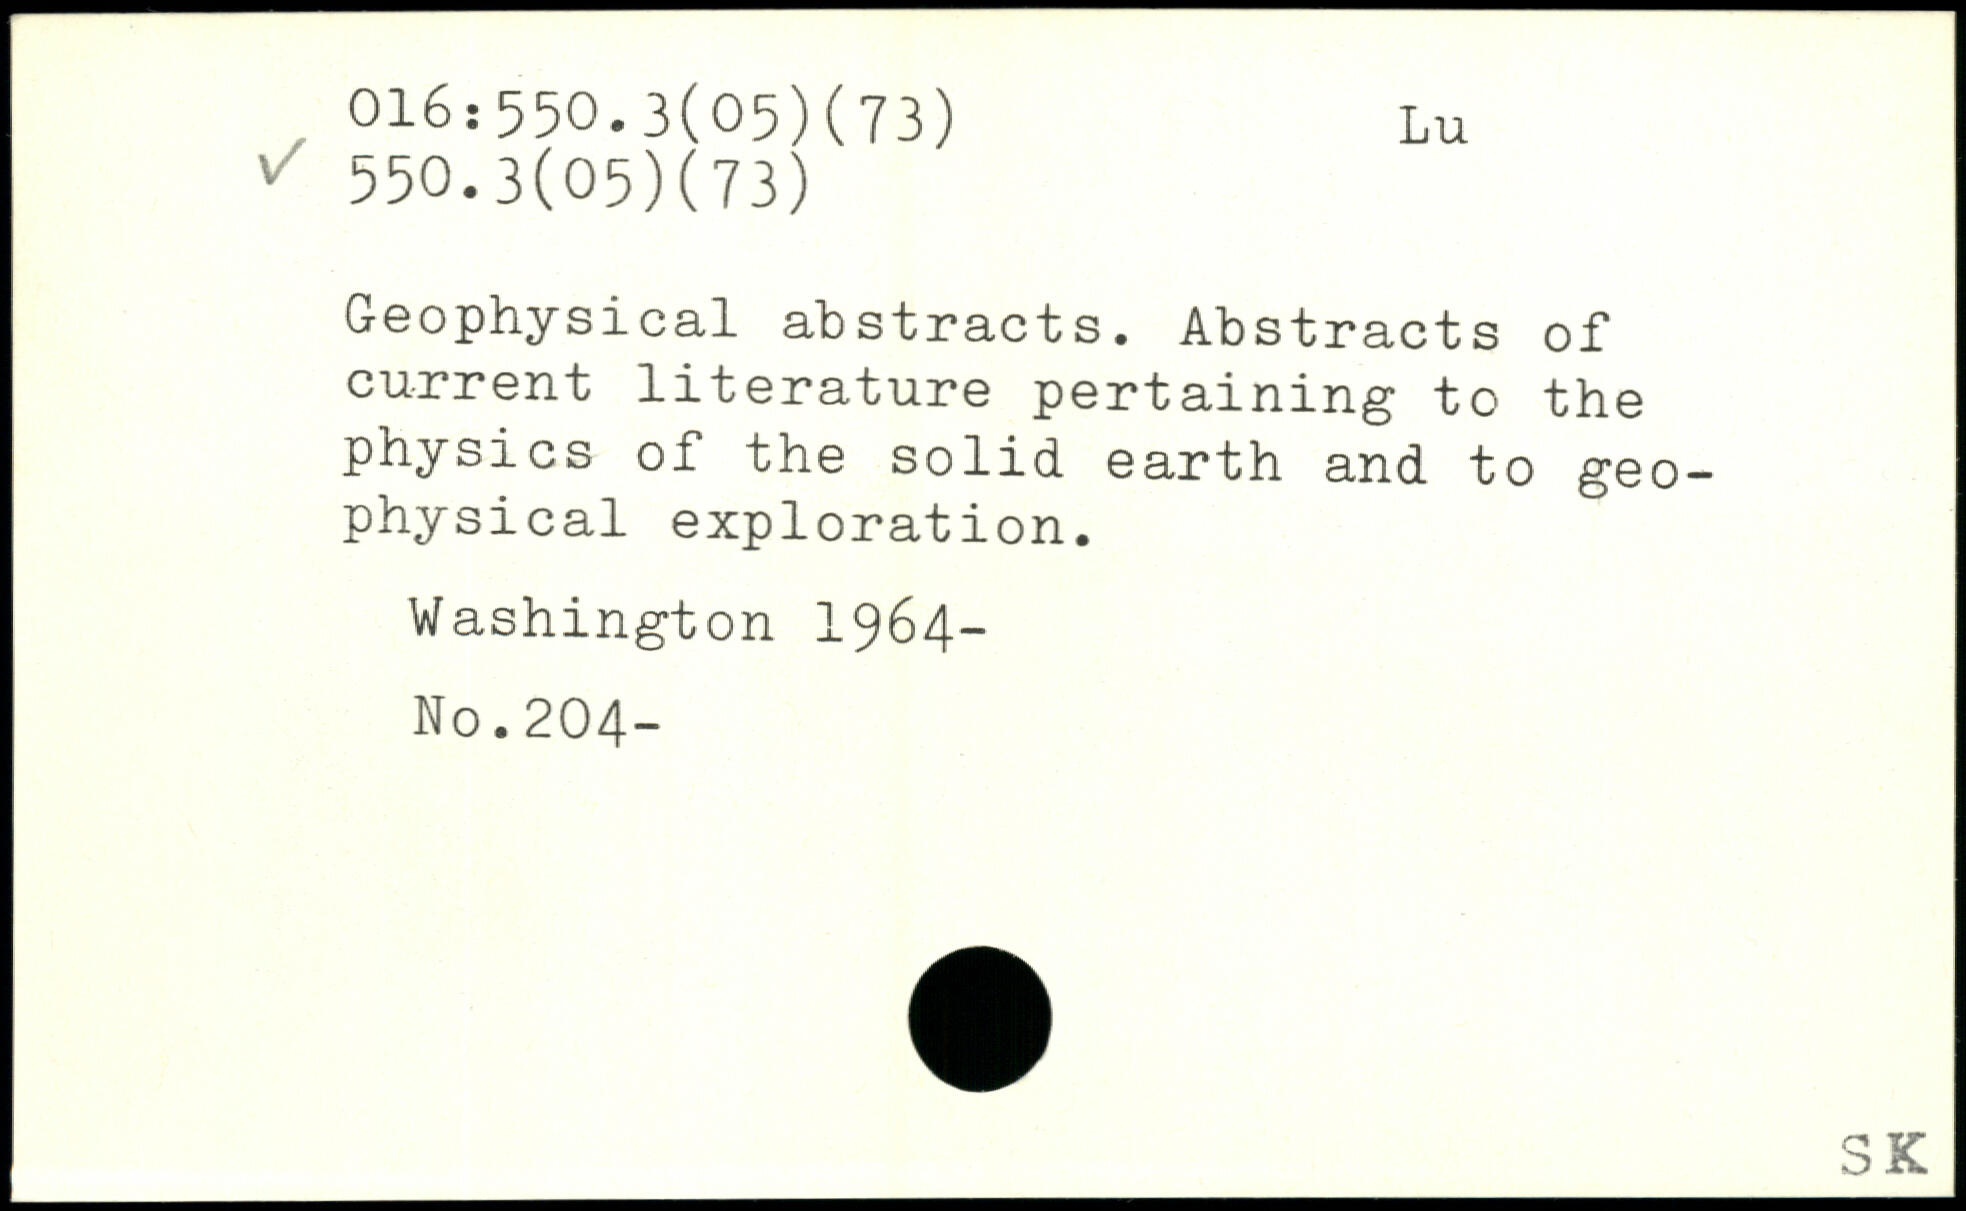 016:550.3(05)(73) Lu
✓ 550.3(05)(73)
Geophysical abstracts. Abstracts of
current literature pertaining to the
physics of the solid earth and to geo-
physical exploration.
Washington 1964-
No.204-
SK